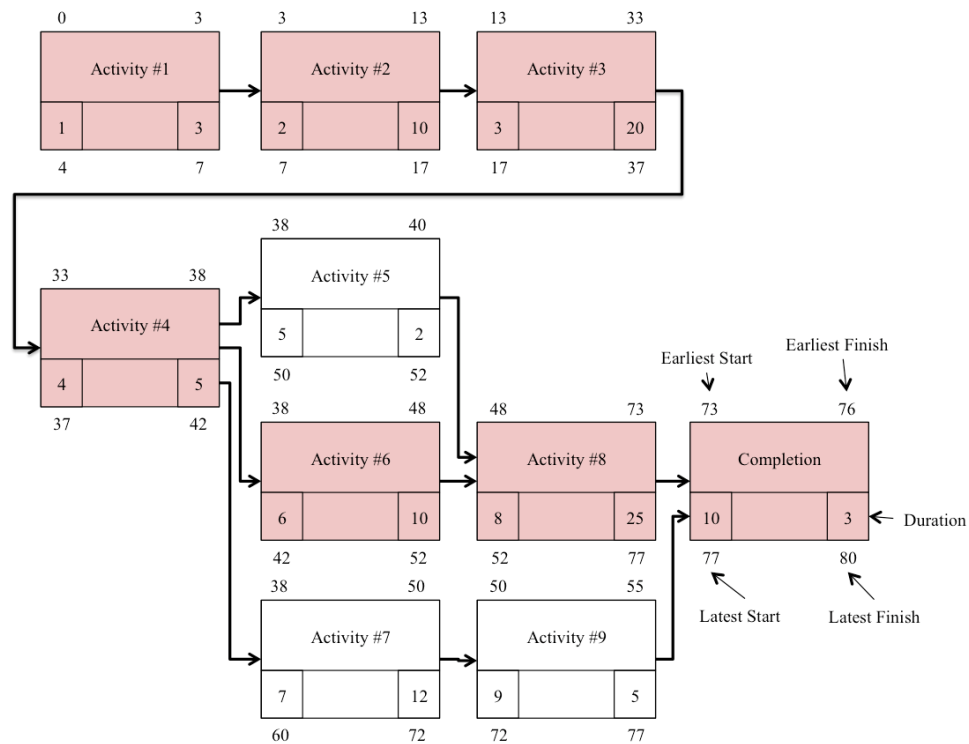 0 3 3 13 13 33
Activity #1 Activity #2 Activity #3
1 3 2 10 3 20
4 7 7 17 17 37
38 40
33 38 Activity #5
Activity #4 5 2
4 5 50 52
37 42
Earliest Start Earliest Finish
38 48 48 73 73 76
Activity #6 Activity #8 Completion
6 10 8 25 10 3 Duration
42 52 52 77 77 80
Latest Start Latest Finish
38 50 50 55
Activity #7 Activity #9
7 12 9 5
60 72 72 77